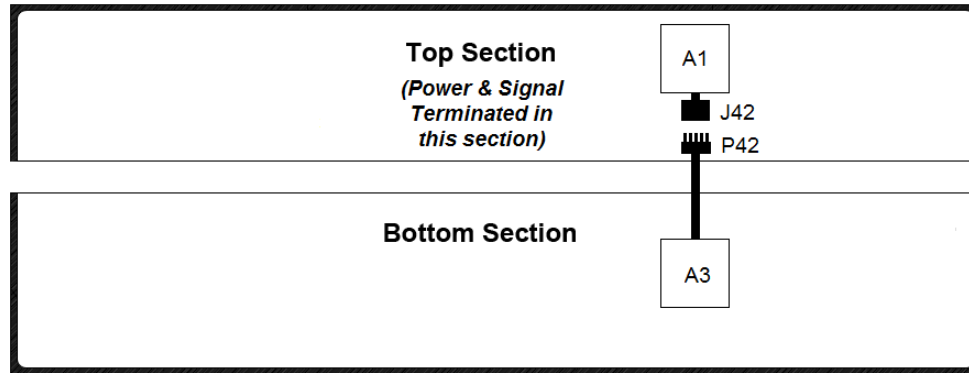 Top Section
(Power & Signal
Terminated in
this section)
A1
J42
P42
Bottom Section
A3